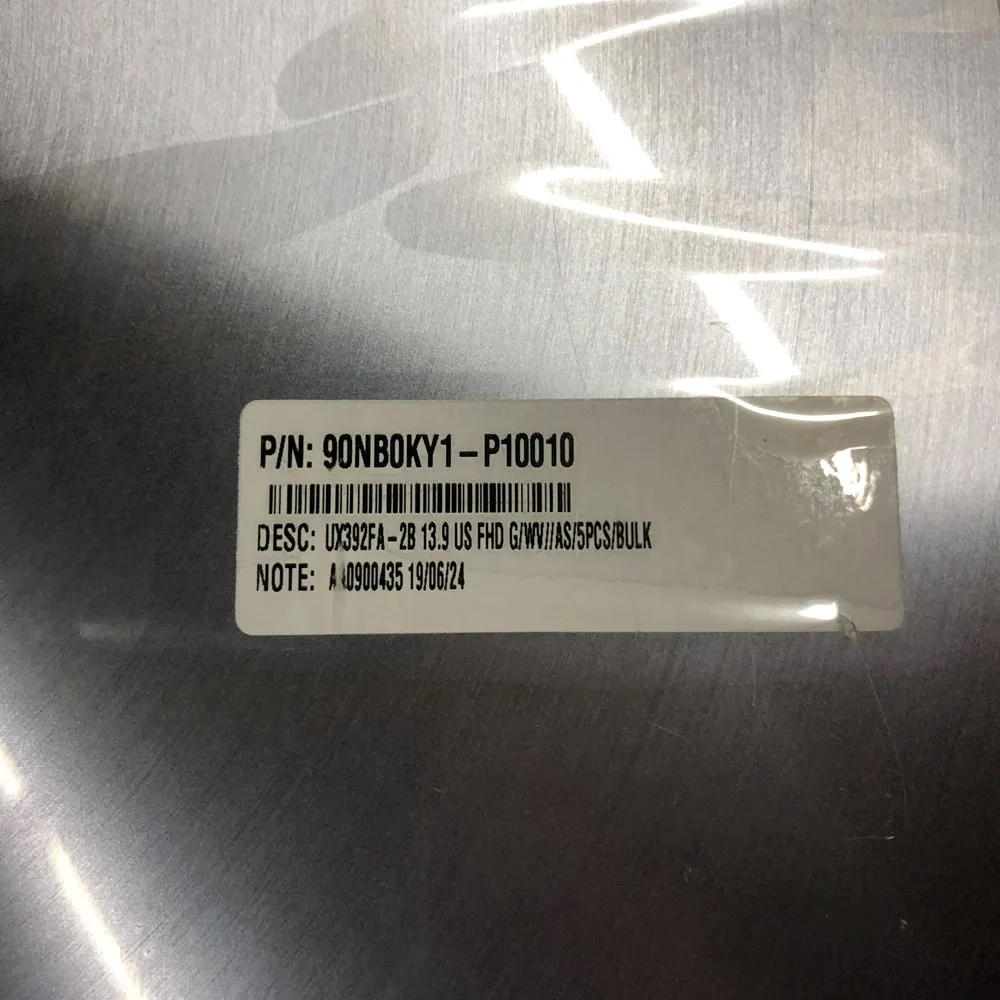 P/N: 90NB0KY1-P10010
DESC: UX392FA-2B 13.9 US FHD G/WV//AS/5PCS/BULK
NOTE: 19/06/24